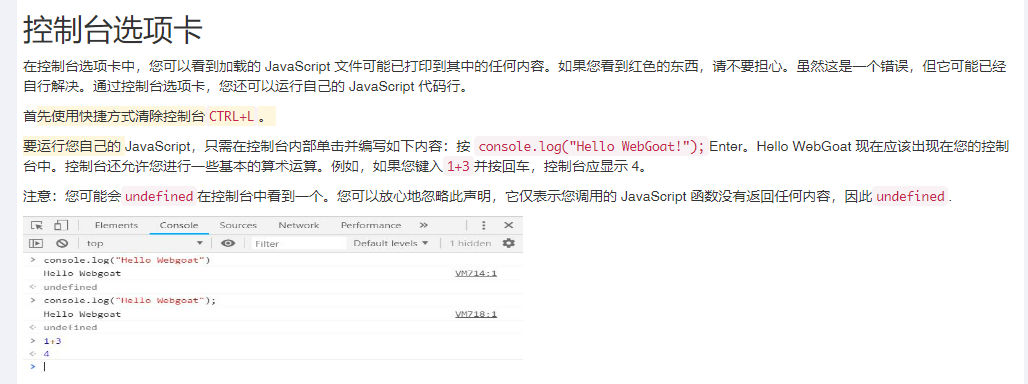 控制台选项卡
在控制台选项卡中，您可以看到加载的 JavaScript 文件可能已打印到其中的任何内容。如果您看到红色的东西，请不要担心。虽然这是一个错误，但它可能已经
自行解决。通过控制台选项卡，您还可以运行自己的 JavaScript 代码行。
首先使用快捷方式清除控制台 CTRL+L 。
要运行您自己的 JavaScript，只需在控制台内部单击并编写如下内容：按 console.log("Hello WebGoat!"); Enter。Hello WebGoat 现在应该出现在您的控制
台中。控制台还允许您进行一些基本的算术运算。例如，如果您键入 1+3 并按回车，控制台应显示 4。
注意：您可能会 undefined 在控制台中看到一个。您可以放心地忽略此声明，它仅表示您调用的 JavaScript 函数没有返回任何内容，因此 undefined .
Elements Console Sources Network Performance »
top Filter Default levels 1 hidden
> console.log("Hello Webgoat")
Hello Webgoat VM714:1
< undefined
> console.log("Hello Webgoat");
Hello Webgoat VM718:1
< undefined
> 1+3
< 4
>